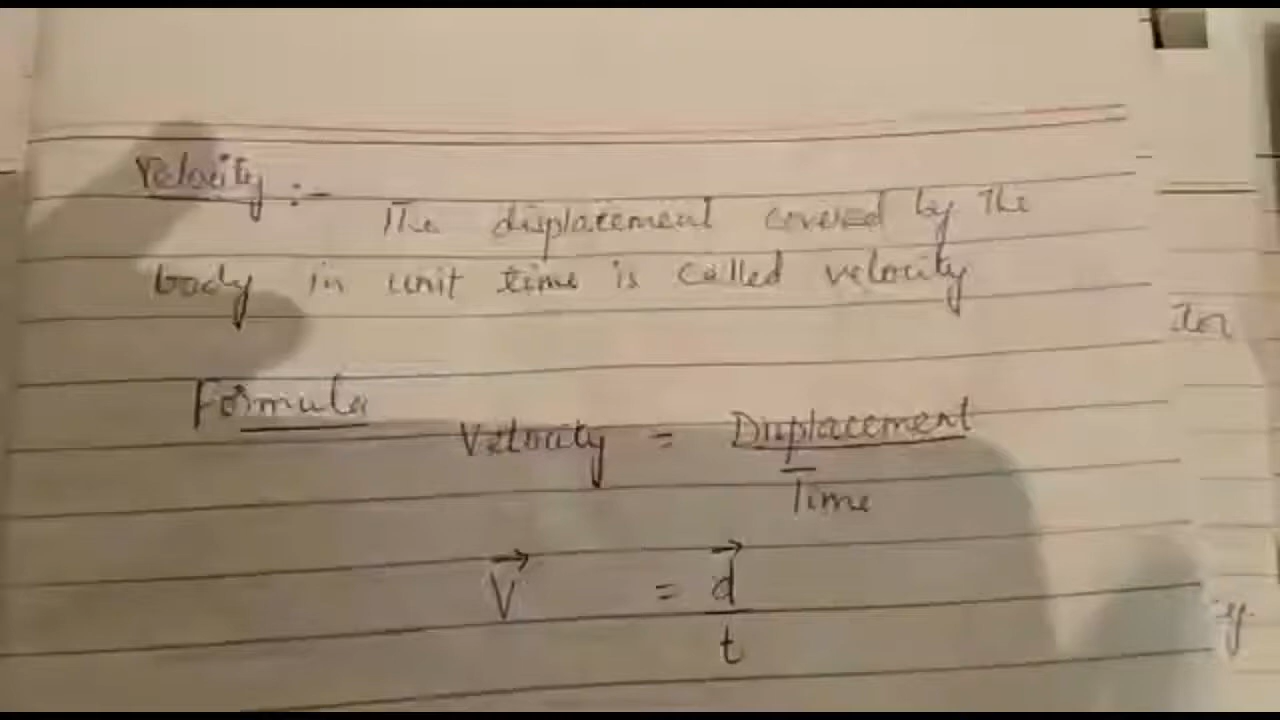 Velocity :-
The displacement covered by the
body in unit time is called velocity
Formula
Velocity = Displacement
Time
V⃗ = d⃗
t